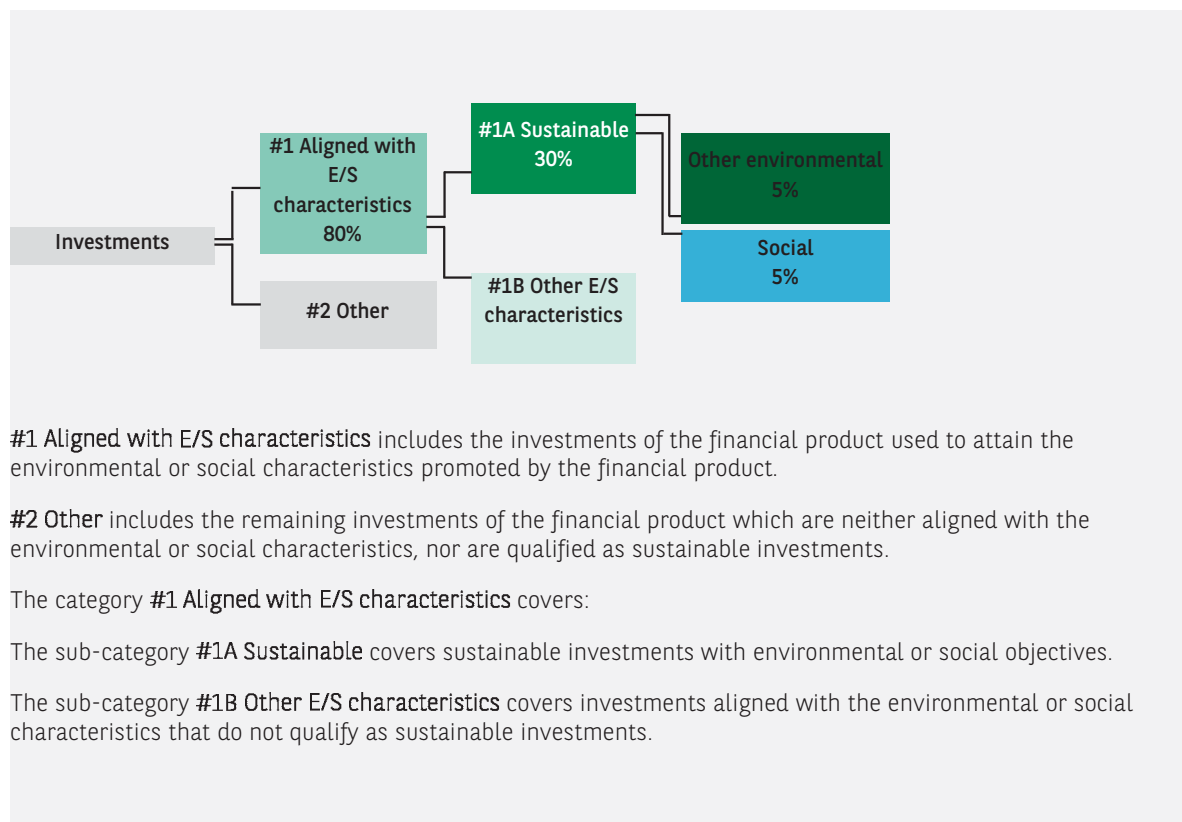 Investments
#1 Aligned with
E/S
characteristics
80%
#2 Other
#1A Sustainable
30%
#1B Other E/S
characteristics
Other environmental
5%
Social
5%
#1 Aligned with E/S characteristics includes the investments of the financial product used to attain the
environmental or social characteristics promoted by the financial product.
#2 Other includes the remaining investments of the financial product which are neither aligned with the
environmental or social characteristics, nor are qualified as sustainable investments.
The category #1 Aligned with E/S characteristics covers:
The sub-category #1A Sustainable covers sustainable investments with environmental or social objectives.
The sub-category #1B Other E/S characteristics covers investments aligned with the environmental or social
characteristics that do not qualify as sustainable investments.